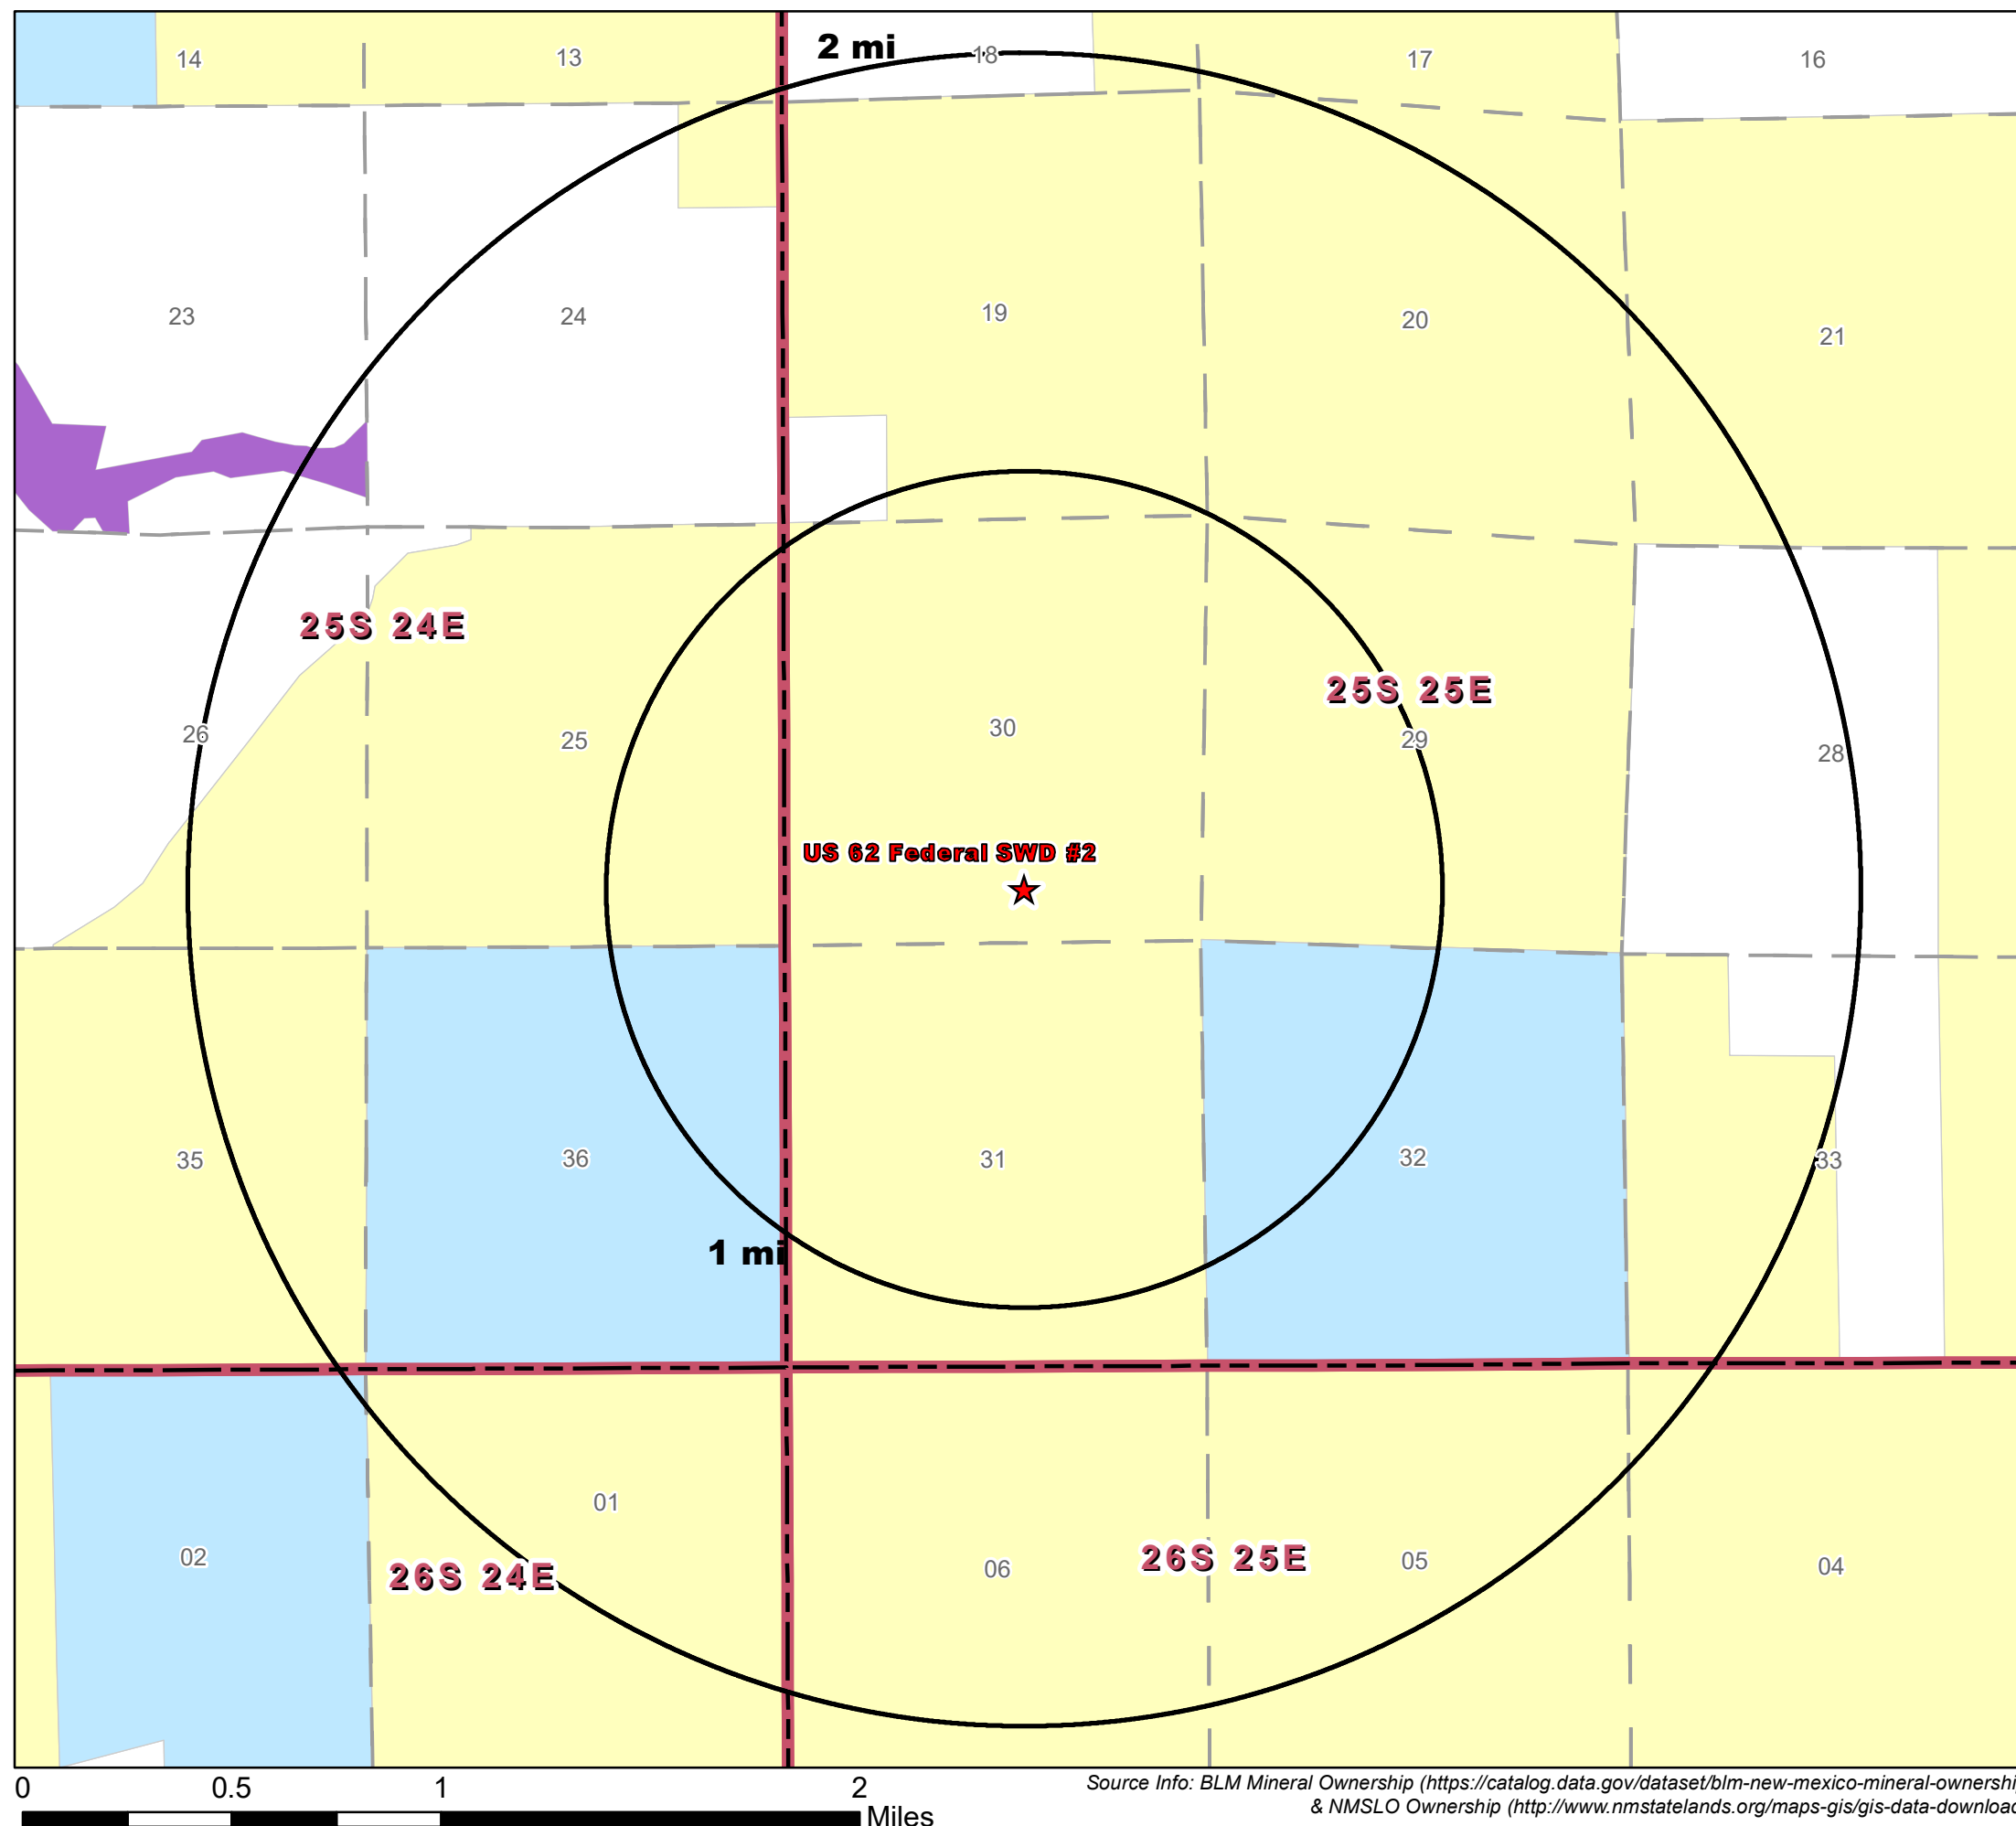 14
13
2 mi
18
17
16
23
24
19
20
21
25S 24E
25S 25E
26
25
30
29
28
US 62 Federal SWD #2
35
36
31
32
33
1 mi
01
02
26S 24E
06
26S 25E
05
04
0 0.5 1 2
Miles
Source Info: BLM Mineral Ownership (https://catalog.data.gov/dataset/blm-new-mexico-mineral-ownershi
& NMSLO Ownership (http://www.nmstatelands.org/maps-gis/gis-data-download